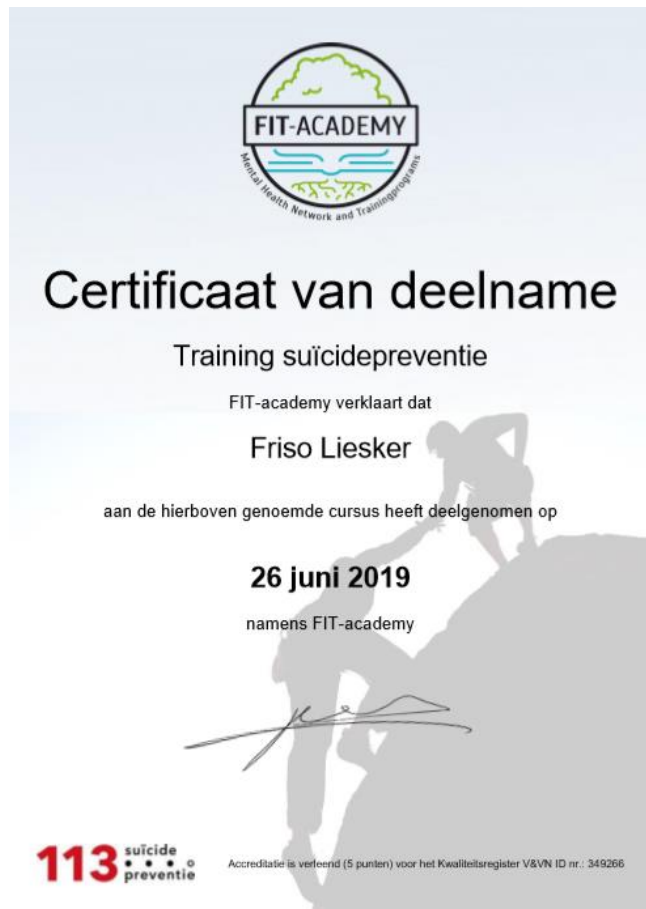 FIT-ACADEMY
Mental Health Network and Trainingprograms
Certificaat van deelname
Training suïcidepreventie
FIT-academy verklaart dat
Friso Liesker
aan de hierboven genoemde cursus heeft deelgenomen op
26 juni 2019
namens FIT-academy
113 suïcide
preventie
Accreditatie is verleend (5 punten) voor het Kwaliteitsregister V&VN ID nr.: 349266